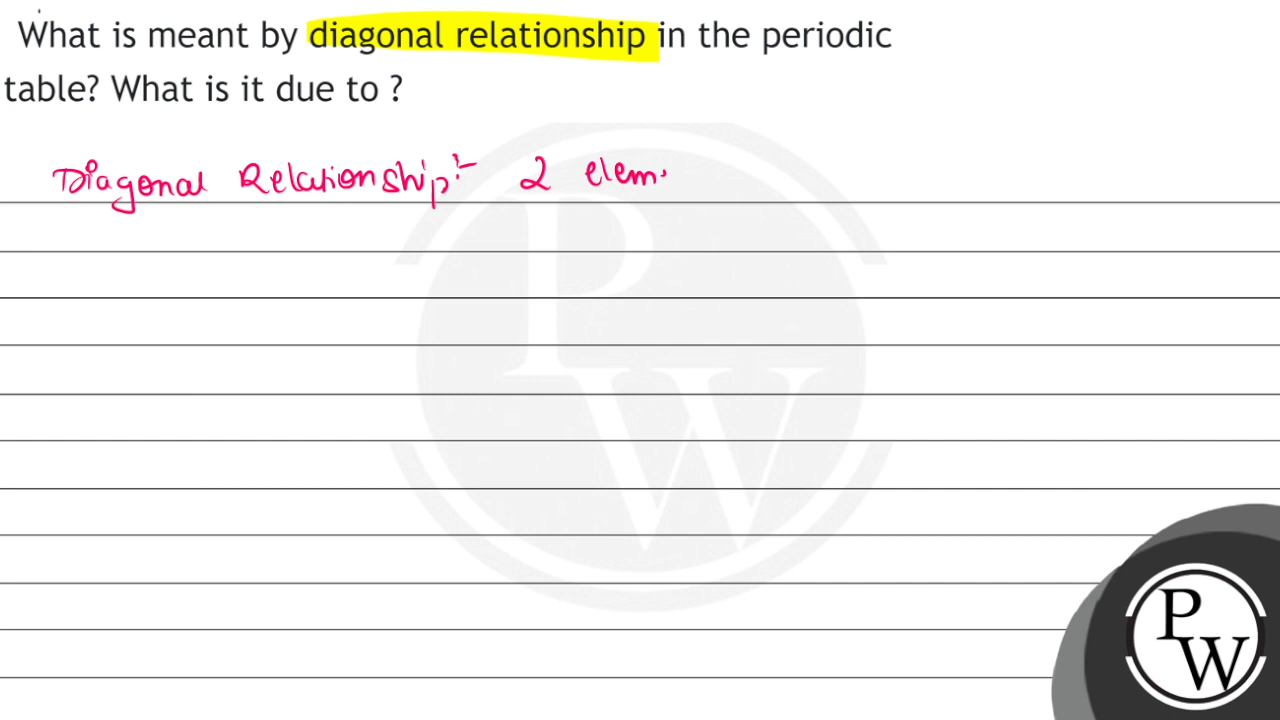 What is meant by diagonal relationship in the periodic
table? What is it due to ?
Diagonal Relationship:- 2 elem.
P
W
P
W